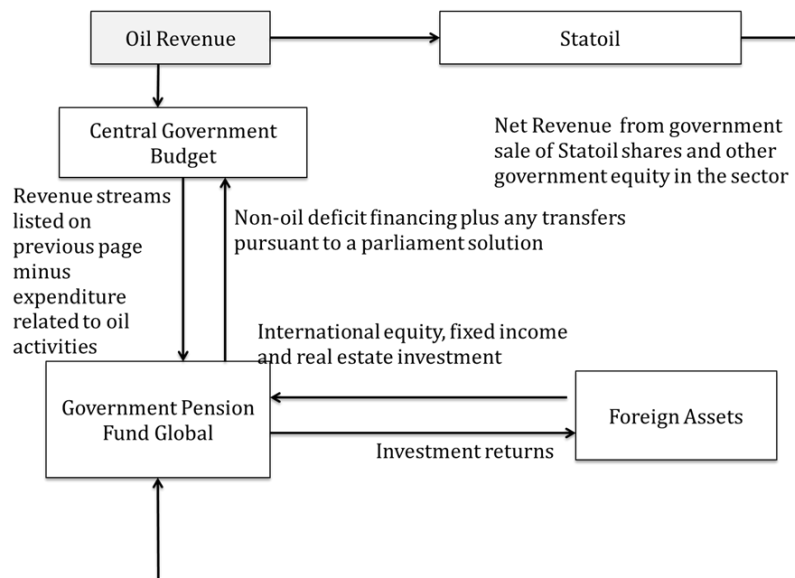 Oil Revenue
Statoil
Central Government
Budget
Net Revenue from government
sale of Statoil shares and other
government equity in the sector
Revenue streams
listed on
previous page
minus
expenditure
related to oil
activities
Non-oil deficit financing plus any transfers
pursuant to a parliament solution
International equity, fixed income
and real estate investment
Government Pension
Fund Global
Foreign Assets
Investment returns